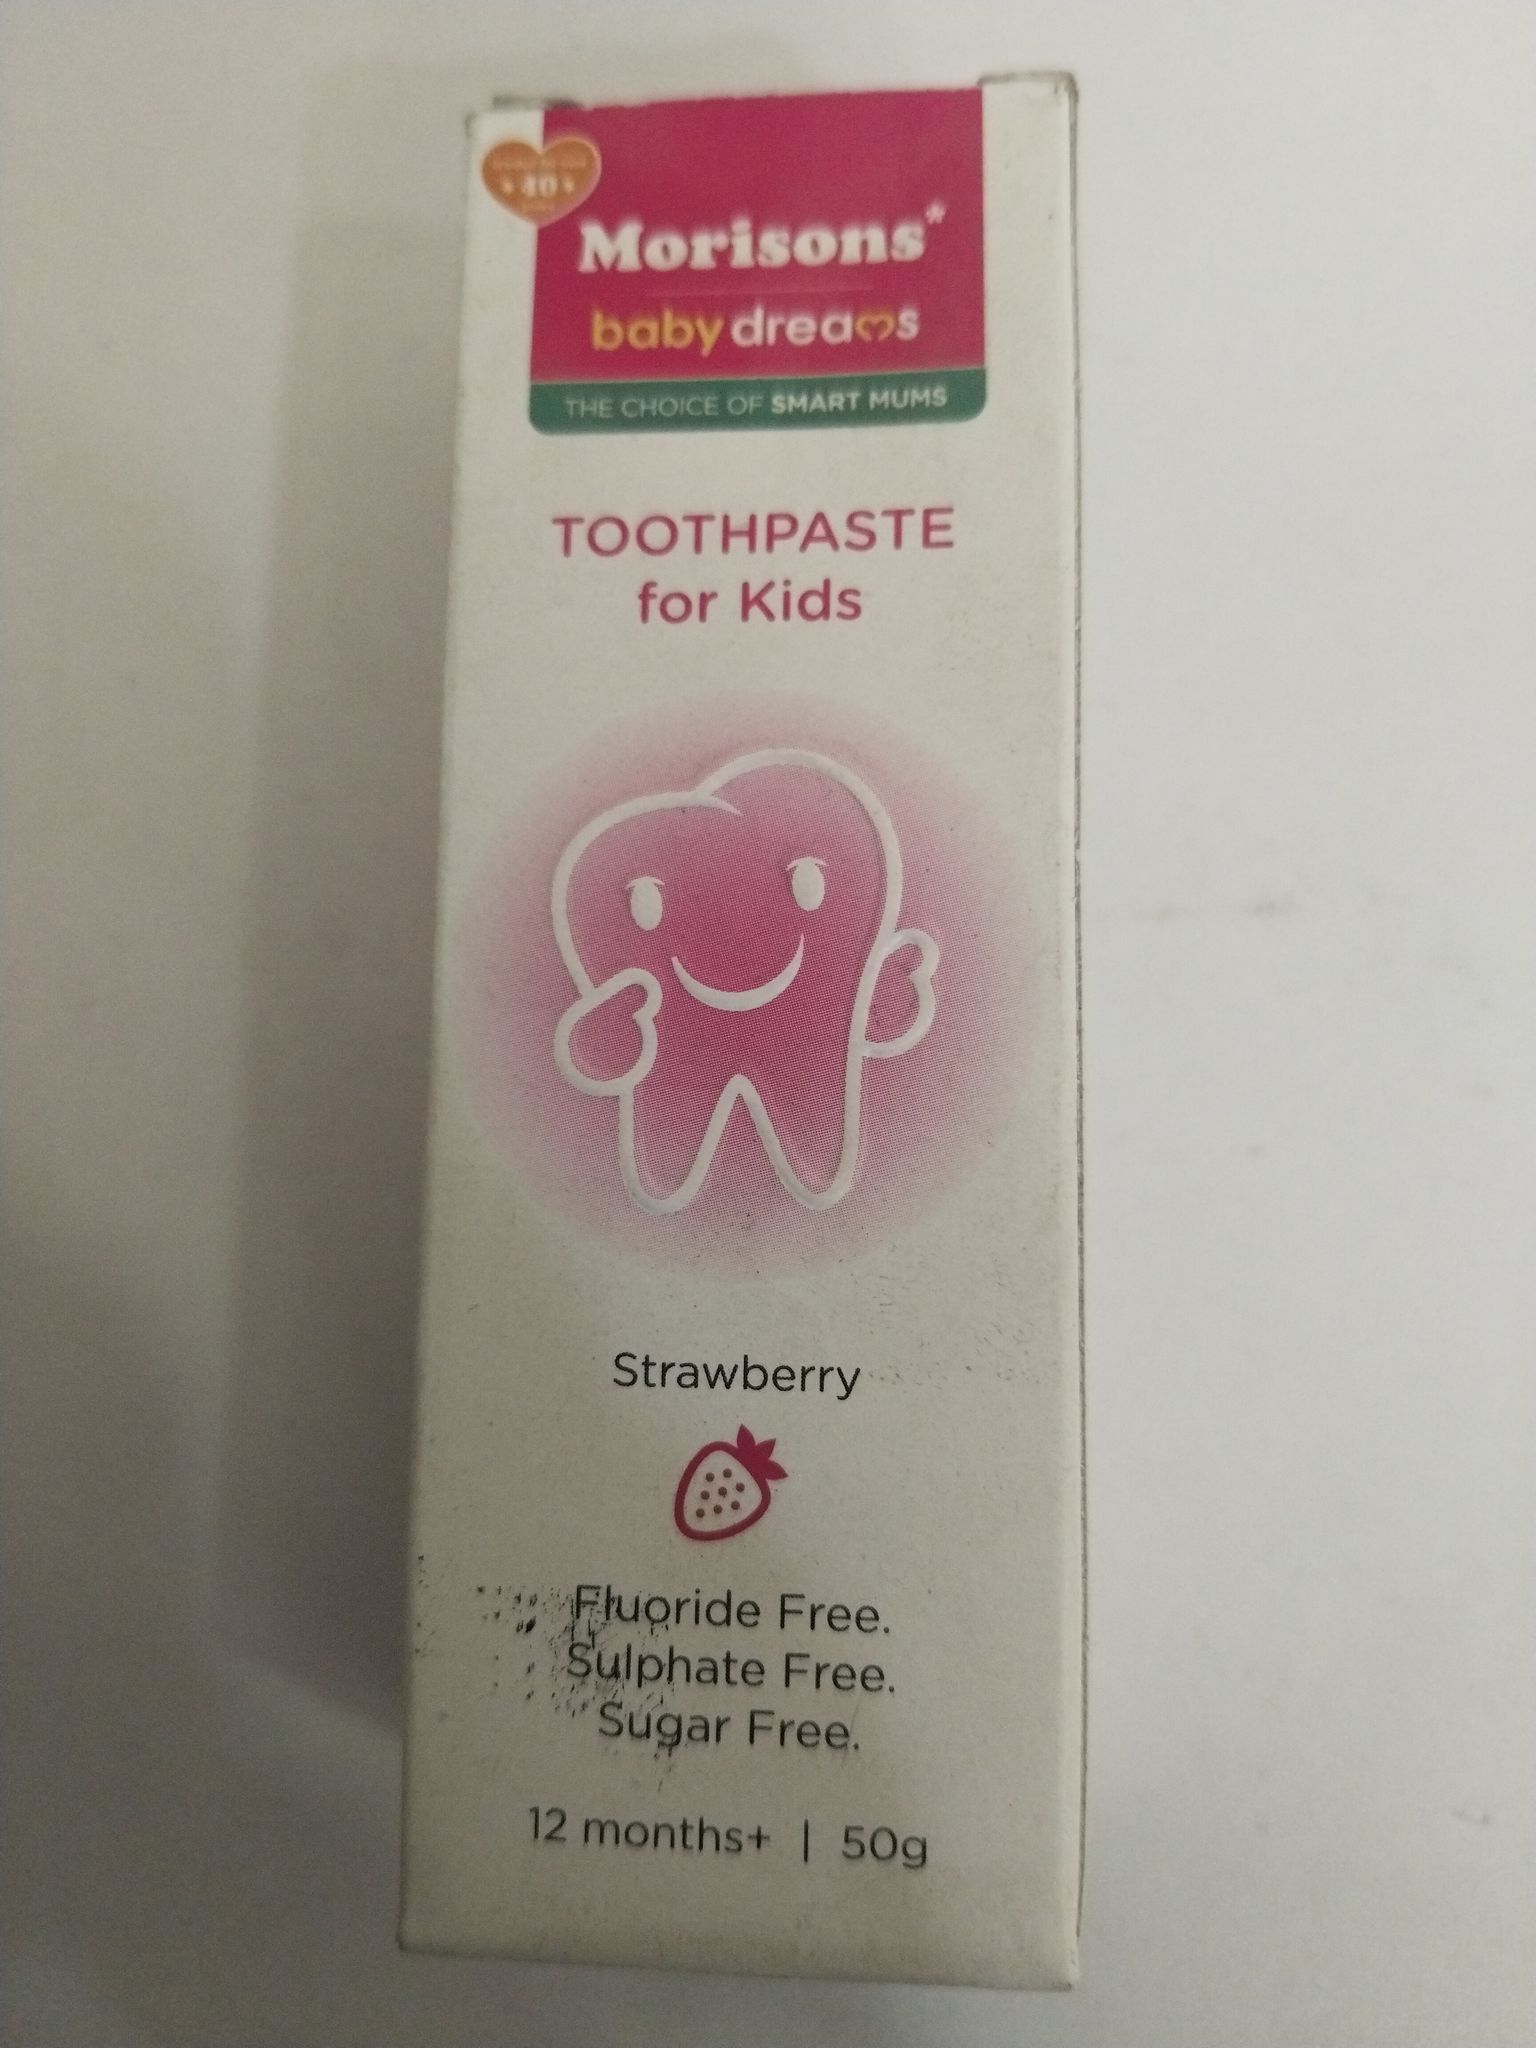 40
Morisons*
baby dreams
THE CHOICE OF SMART MUMS
TOOTHPASTE
for Kids
Strawberry
Fluoride Free.
Sulphate Free.
Sugar Free.
12 months+ | 50g